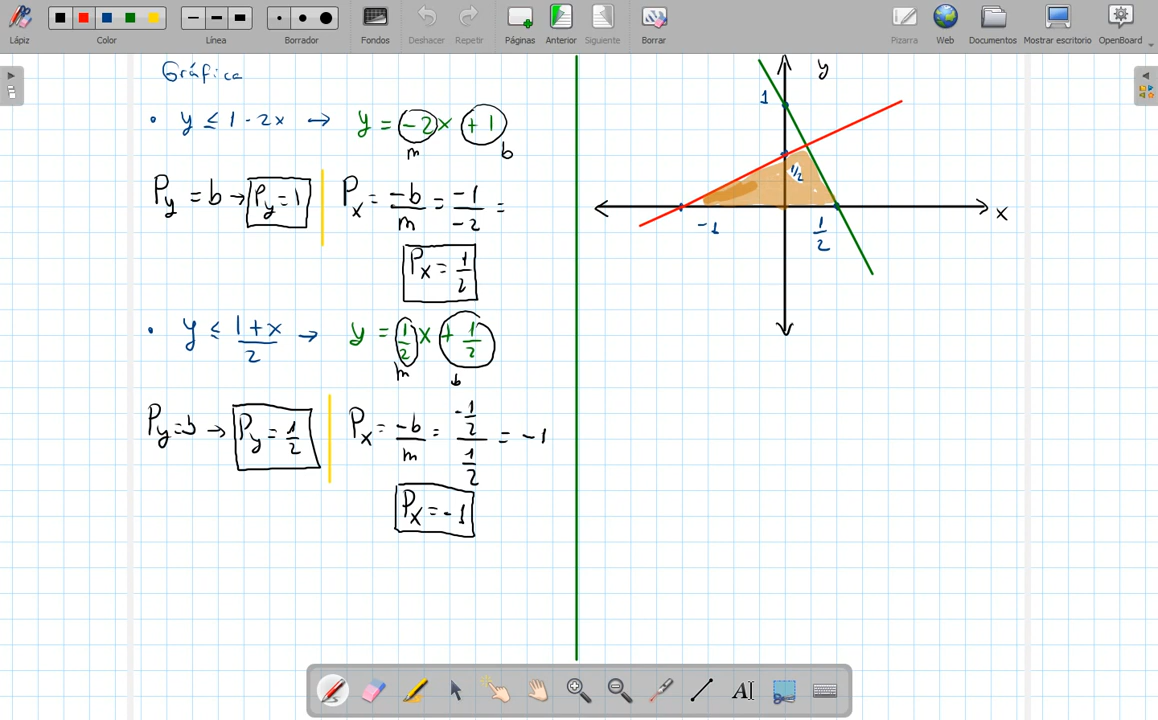 Lápiz
Color
Línea
Borrador
Fondos
Deshacer
Repetir
Páginas
Anterior
Siguiente
Borrar
Pizarra
Web
Documentos
Mostrar escritorio
OpenBoard
Gráfica
• y ≤ 1 - 2x → y = -2x + 1
m b
Py = b → Py = 1
Px = -b/m = -1/-2 =
Px = 1/2
• y ≤ (1+x)/2 → y = 1/2 x + 1/2
m b
Py = b → Py = 1/2
Px = -b/m = (-1/2)/(1/2) = -1
Px = -1
y
1
1/2
x
-1
1/2
AI